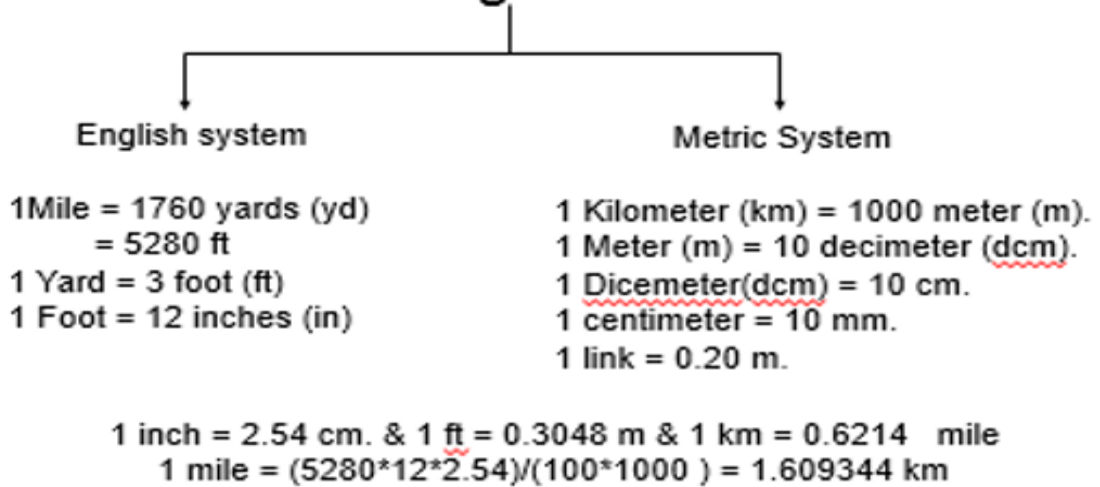 English system
1Mile = 1760 yards (yd)
= 5280 ft
1 Yard = 3 foot (ft)
1 Foot = 12 inches (in)
Metric System
1 Kilometer (km) = 1000 meter (m).
1 Meter (m) = 10 decimeter (dcm).
1 Dicemeter(dcm) = 10 cm.
1 centimeter = 10 mm.
1 link = 0.20 m.
1 inch = 2.54 cm. & 1 ft = 0.3048 m & 1 km = 0.6214 mile
1 mile = (5280*12*2.54)/(100*1000 ) = 1.609344 km